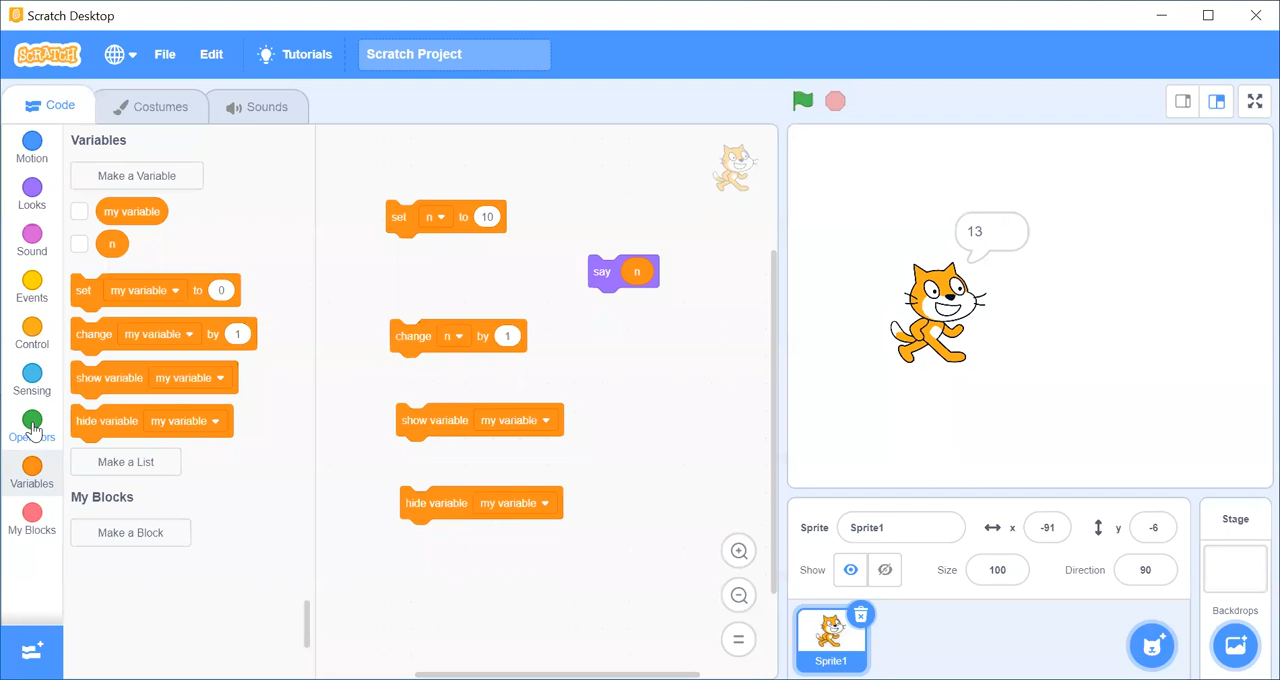 Scratch Desktop
SCRATCH
File
Edit
Tutorials
Scratch Project
Code
Costumes
Sounds
Motion
Looks
Sound
Events
Control
Sensing
Variables
My Blocks
Variables
Make a Variable
my variable
n
set my variable to 0
change my variable by 1
show variable my variable
hide variable my variable
Make a List
My Blocks
Make a Block
set n to 10
say n
change n by 1
show variable my variable
hide variable my variable
13
Sprite Sprite1 x -91 y -6
Show Size 100 Direction 90
Sprite1
Stage
Backdrops